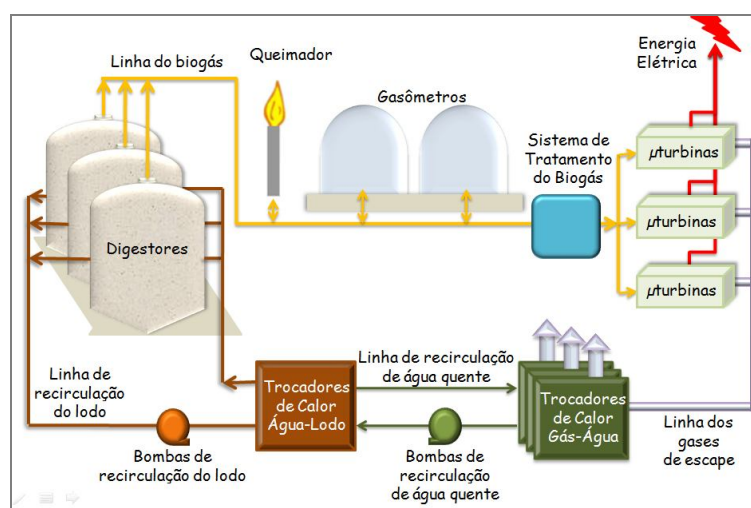 Linha do biogás
Queimador
Gasômetros
Energia
Elétrica
Sistema de
Tratamento
do Biogás
µturbinas
µturbinas
µturbinas
Digestores
Linha de
recirculação
do lodo
Trocadores
de Calor
Água-Lodo
Linha de recirculação
de água quente
Trocadores
de Calor
Gás-Água
Linha dos
gases
de escape
Bombas de
recirculação do lodo
Bombas de
recirculação
de água quente